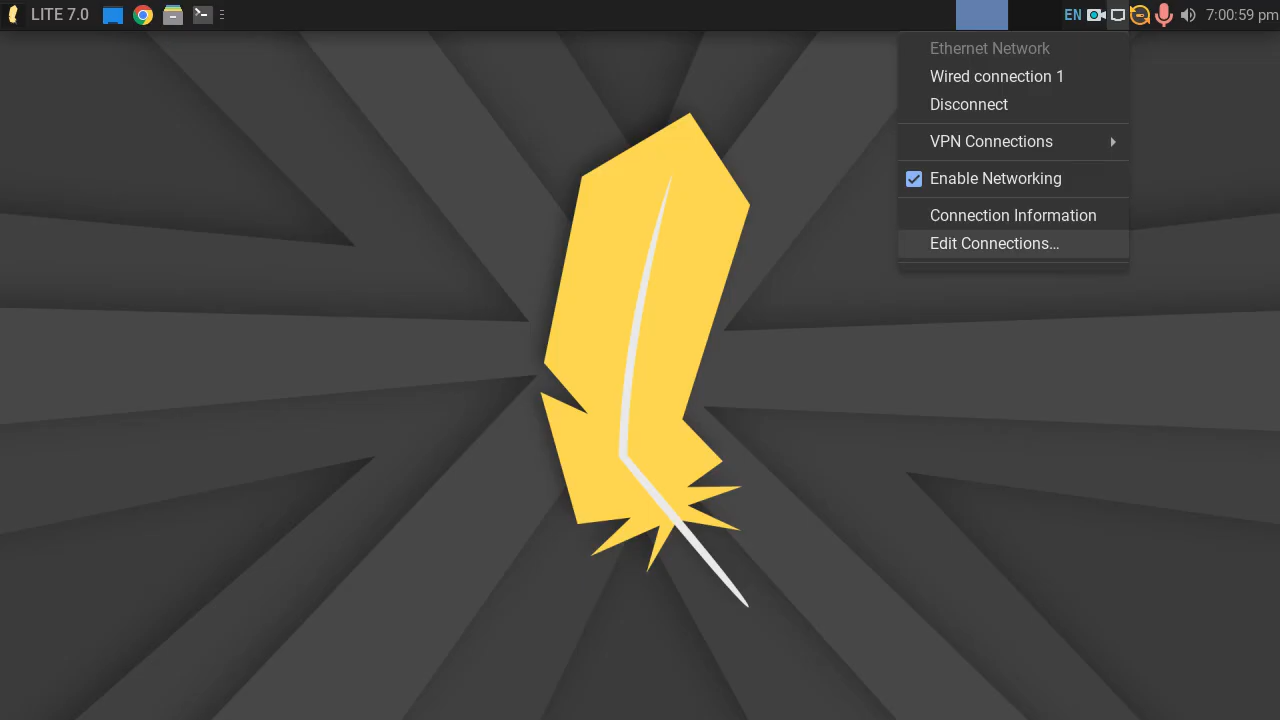 LITE 7.0
EN
7:00:59 pm
Ethernet Network
Wired connection 1
Disconnect
VPN Connections
Enable Networking
Connection Information
Edit Connections…